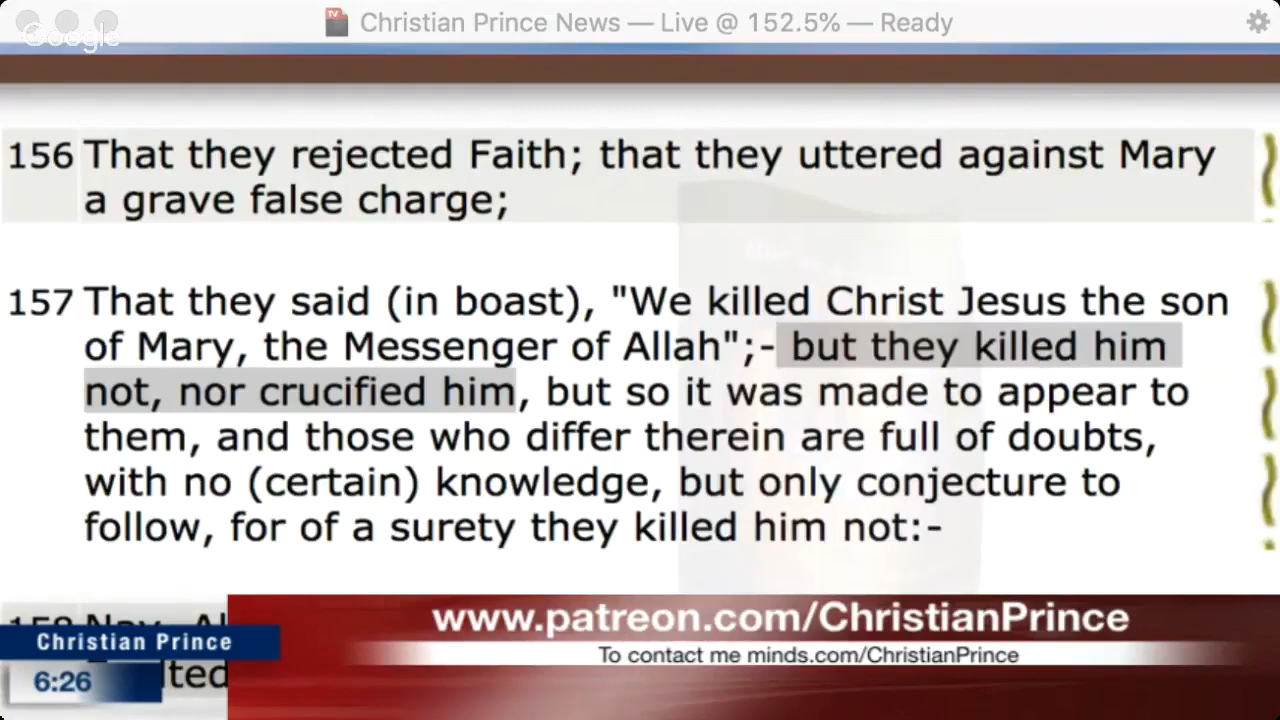 Christian Prince News — Live @ 152.5% — Ready
Google
156 That they rejected Faith; that they uttered against Mary
a grave false charge;
157 That they said (in boast), "We killed Christ Jesus the son
of Mary, the Messenger of Allah";- but they killed him
not, nor crucified him, but so it was made to appear to
them, and those who differ therein are full of doubts,
with no (certain) knowledge, but only conjecture to
follow, for of a surety they killed him not:-
www.patreon.com/ChristianPrince
Christian Prince
To contact me minds.com/ChristianPrince
6:26